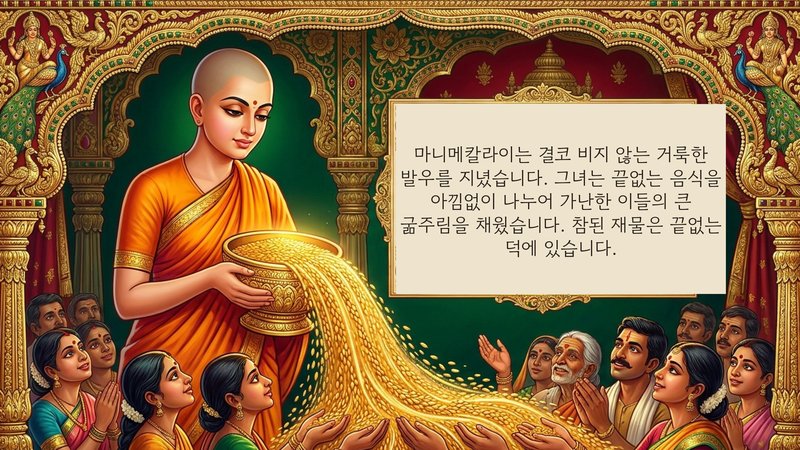 마니메칼라이는 결코 비지 않는 거룩한
발우를 지녔습니다. 그녀는 끝없는 음식을
아낌없이 나누어 가난한 이들의 큰
굶주림을 채웠습니다. 참된 재물은 끝없는
덕에 있습니다.